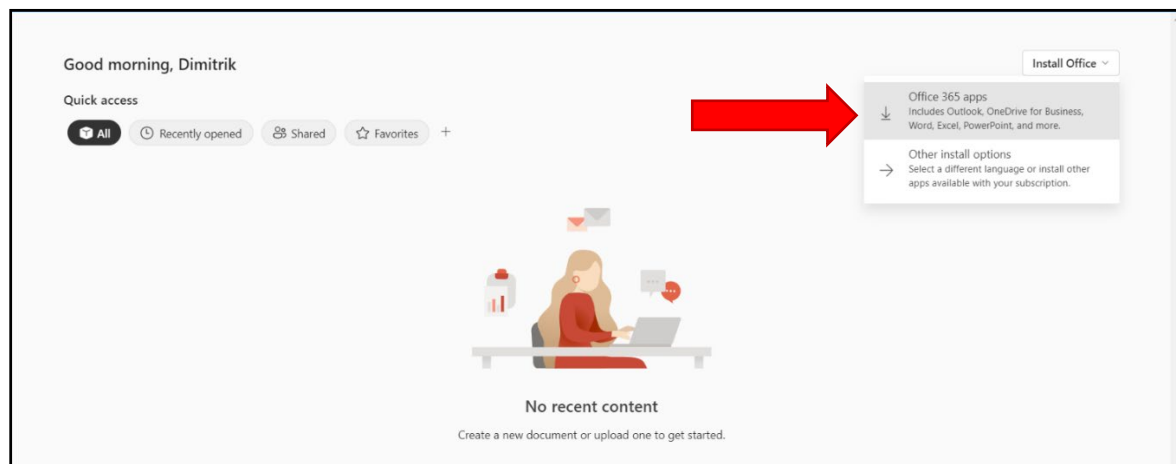 Good morning, Dimitrik
Install Office
Quick access
All
Recently opened
Shared
Favorites
+
Office 365 apps
Includes Outlook, OneDrive for Business,
Word, Excel, PowerPoint, and more.
Other install options
Select a different language or install other
apps available with your subscription.
No recent content
Create a new document or upload one to get started.